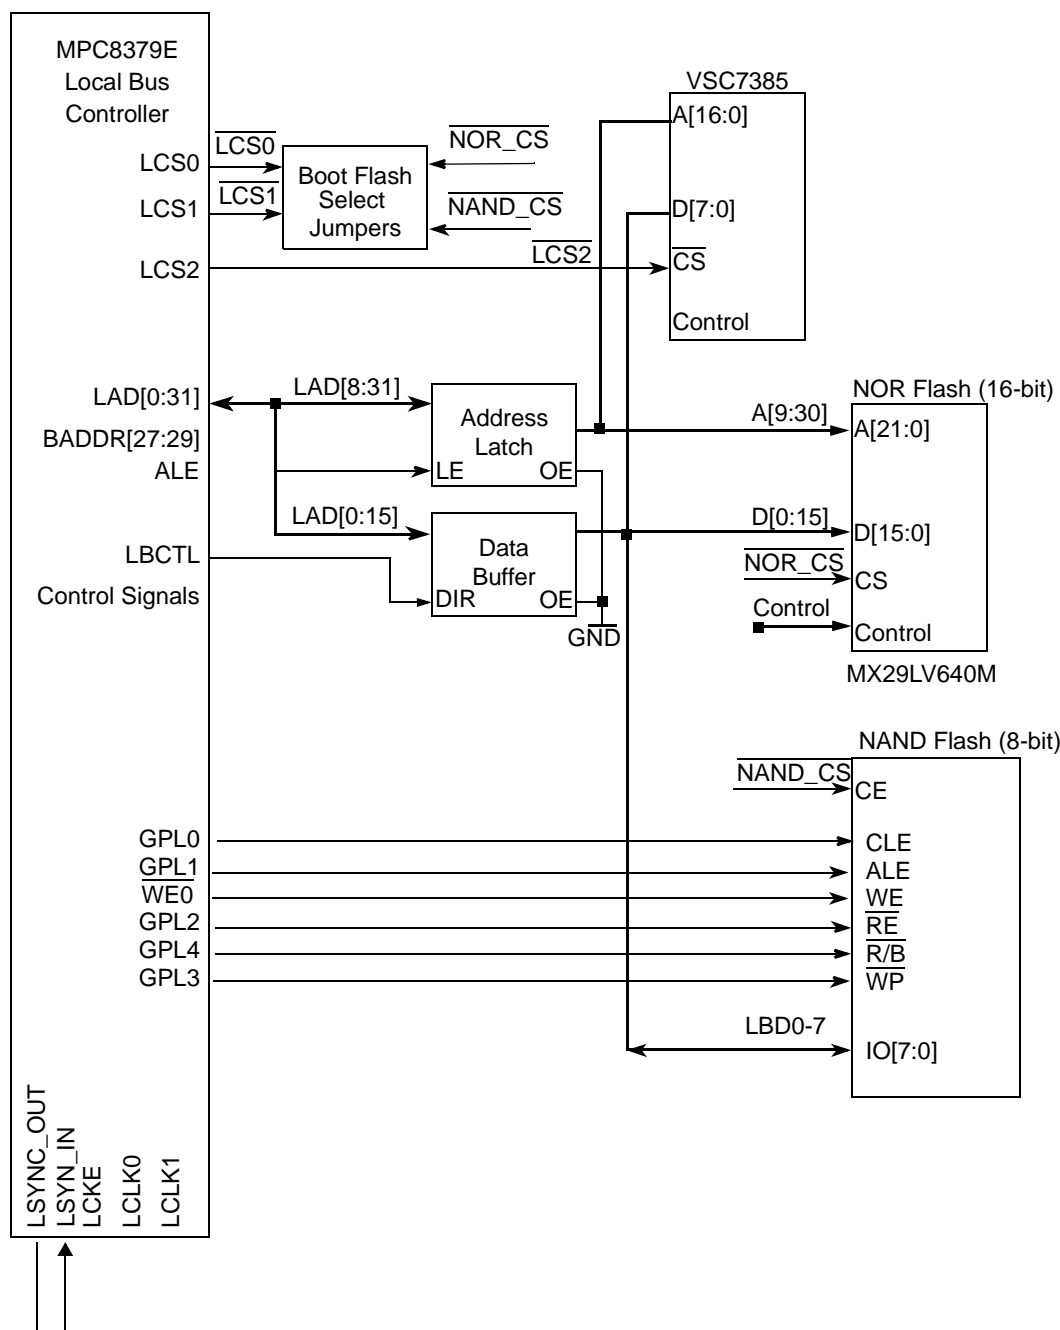 MPC8379E
Local Bus
Controller
LCS0
LCS1
LCS2
LAD[0:31]
BADDR[27:29]
ALE
LBCTL
Control Signals
GPL0
GPL1
WE0
GPL2
GPL4
GPL3
LSYNC_OUT
LSYN_IN
LCKE
LCLK0
LCLK1
LCS0
LCS1
Boot Flash
Select
Jumpers
NOR_CS
NAND_CS
LCS2
VSC7385
A[16:0]
D[7:0]
CS
Control
LAD[8:31]
Address
Latch
LE
OE
LAD[0:15]
Data
Buffer
DIR
OE
GND
NOR Flash (16-bit)
A[9:30]
A[21:0]
D[0:15]
D[15:0]
NOR_CS
CS
Control
Control
MX29LV640M
NAND Flash (8-bit)
NAND_CS
CE
CLE
ALE
WE
RE
R/B
WP
LBD0-7
IO[7:0]